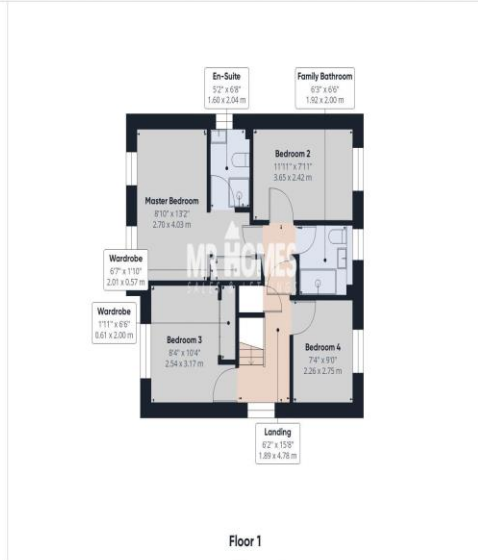 En-Suite
5'2" x 6'8"
1.60 x 2.04 m
Family Bathroom
6'3" x 6'6"
1.92 x 2.00 m
Bedroom 2
11'11" x 7'11"
3.65 x 2.42 m
Master Bedroom
8'10" x 13'2"
2.70 x 4.03 m
MR HOMES
Wardrobe
6'7" x 1'10"
2.01 x 0.57 m
Wardrobe
1'11" x 6'6"
0.61 x 2.00 m
Bedroom 3
8'4" x 10'4"
2.54 x 3.17 m
Bedroom 4
7'4" x 9'0"
2.26 x 2.75 m
Landing
6'2" x 15'8"
1.89 x 4.78 m
Floor 1